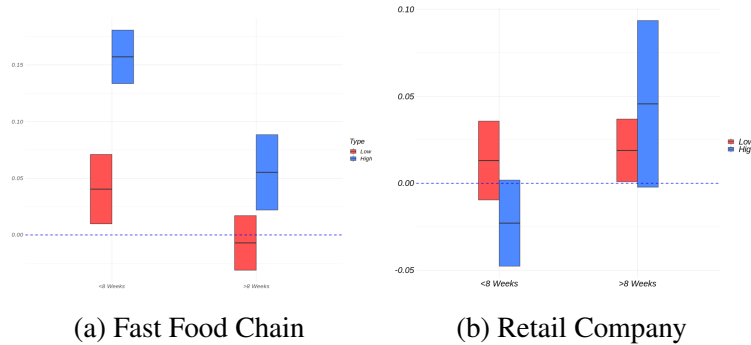 0.15
0.10
0.05
0.00
<8 Weeks
>8 Weeks
Type
Low
High
(a) Fast Food Chain
0.10
0.05
0.00
-0.05
<8 Weeks
>8 Weeks
Low
High
(b) Retail Company